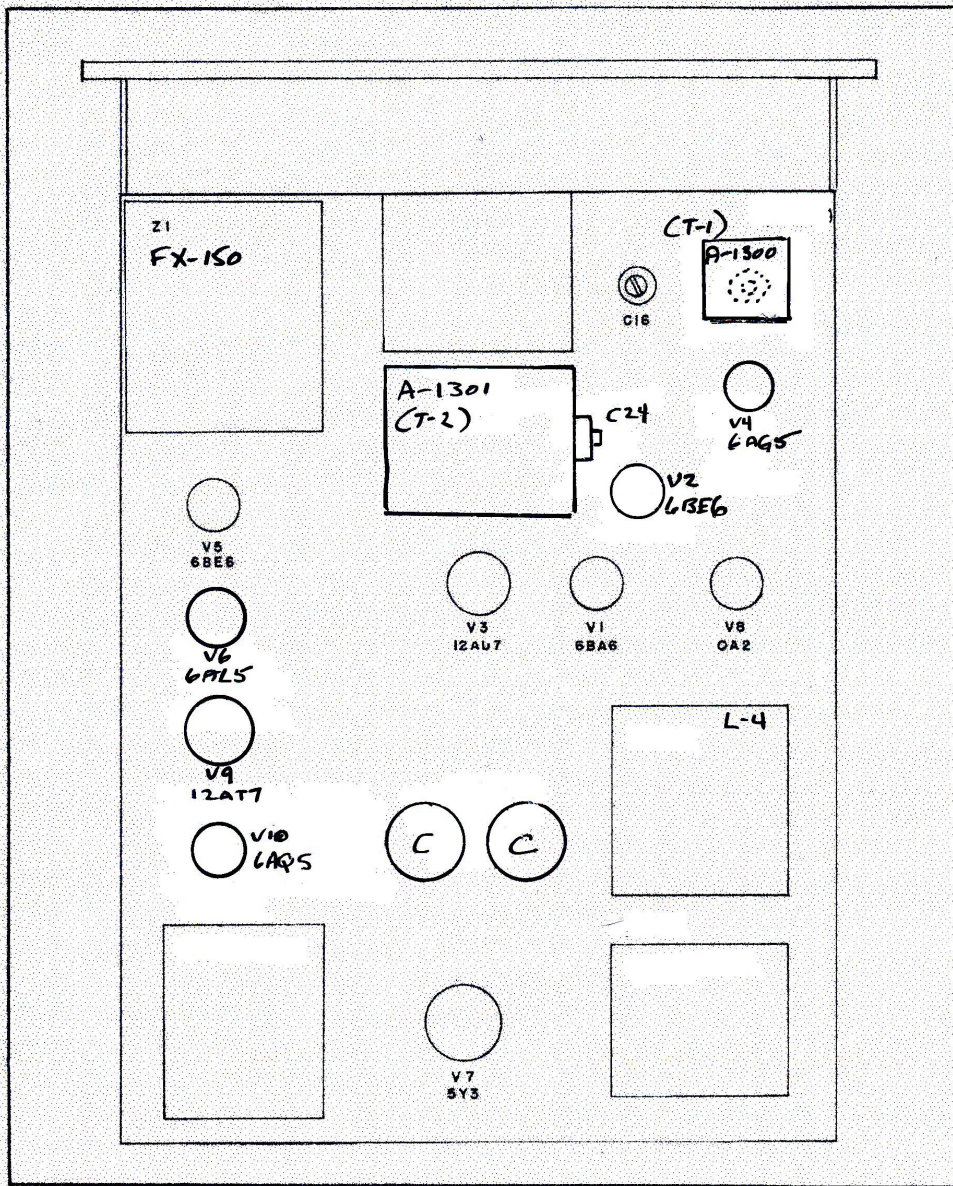 Z1
FX-150
(T-1)
A-1300
C16
A-1301
(T-2)
C24
V4
6AG5
V2
6BE6
V5
6BE6
V3
12AU7
V1
6BA6
V8
OA2
V6
6AL5
L-4
V9
12AT7
V10
6AQ5
C
C
V7
5Y3